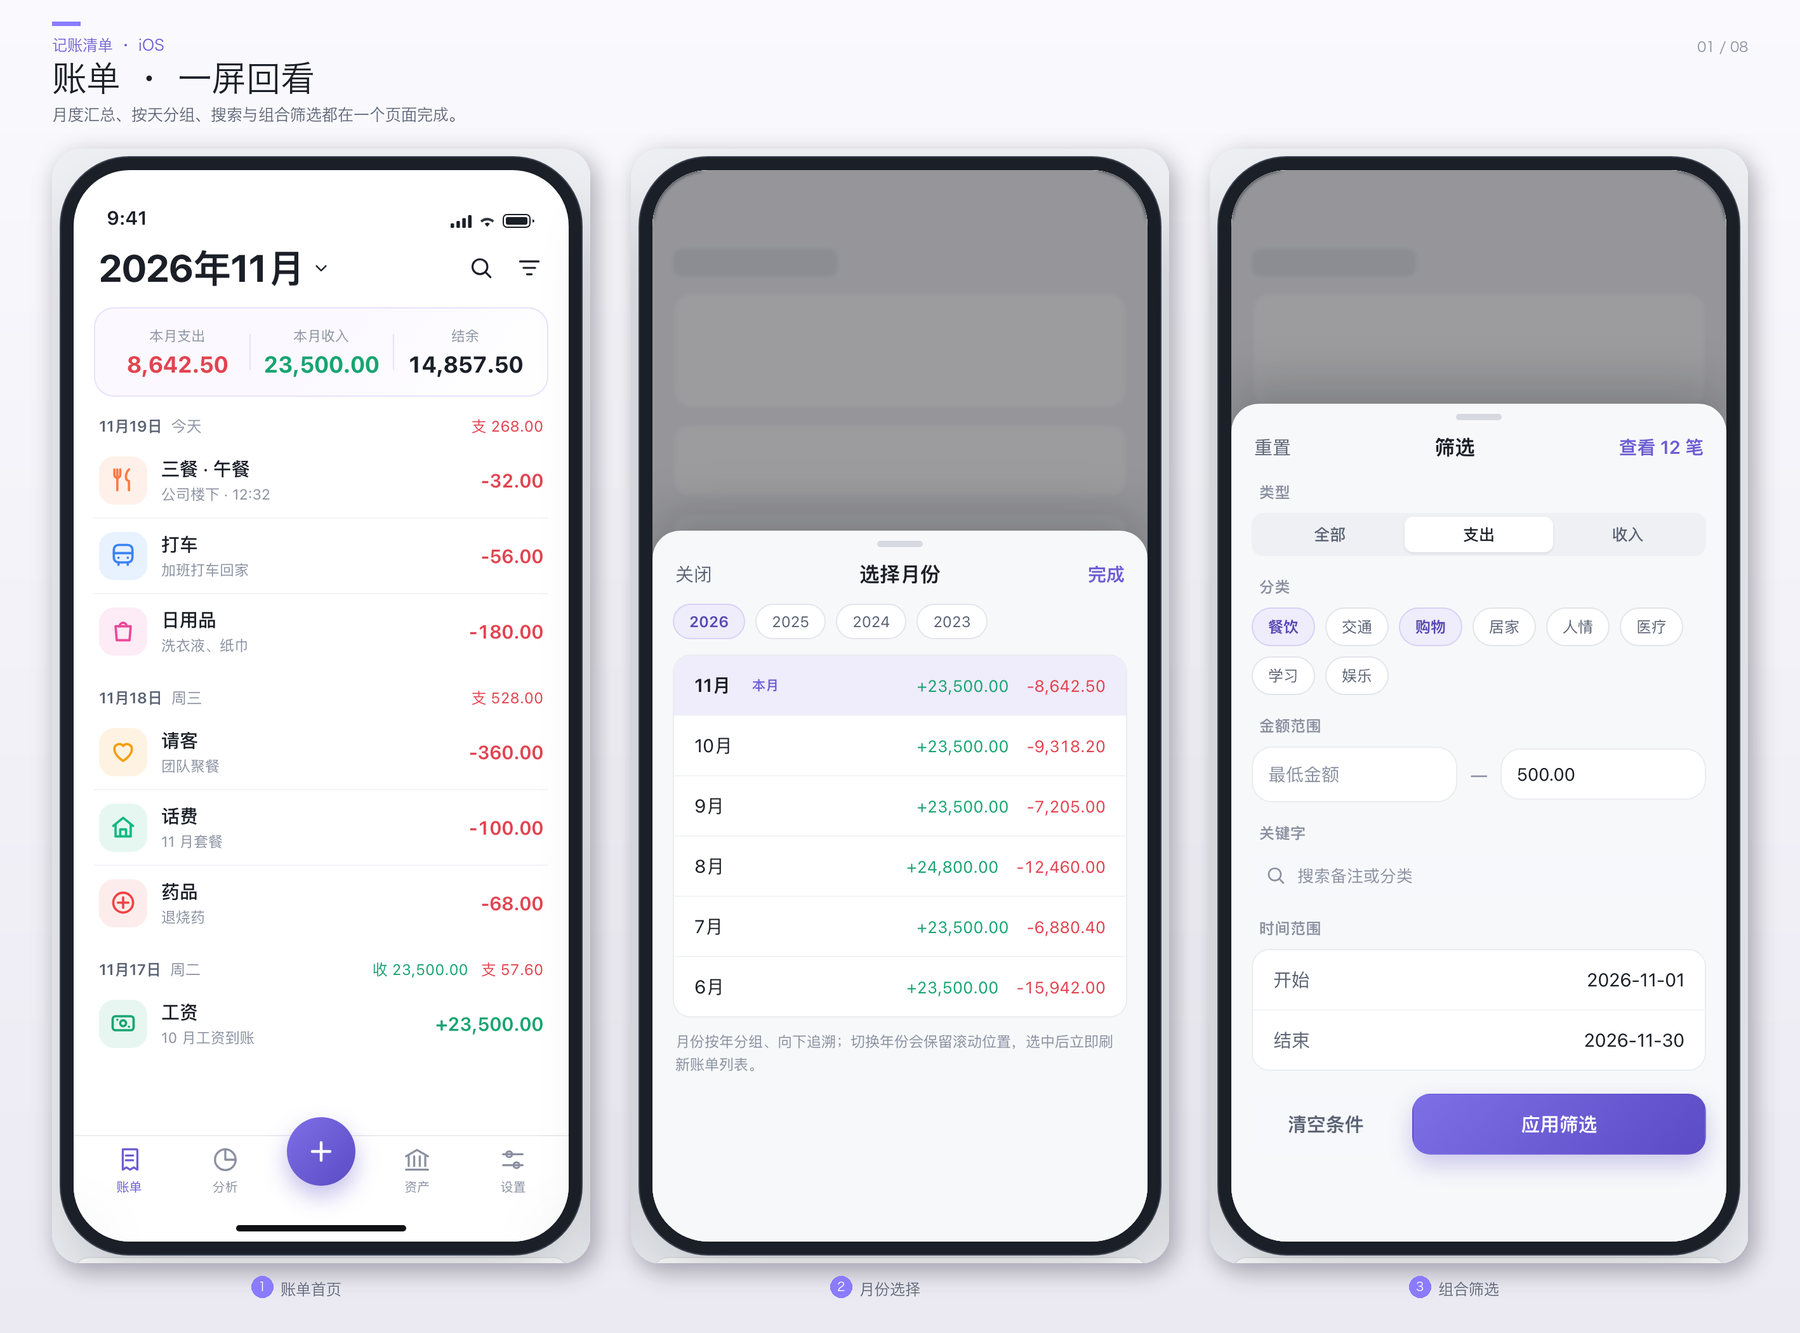 记账清单 · iOS
01 / 08
账单 · 一屏回看
月度汇总、按天分组、搜索与组合筛选都在一个页面完成。
9:41
2026年11月
本月支出 本月收入 结余
8,642.50 23,500.00 14,857.50
11月19日 今天 支 268.00
三餐 · 午餐
公司楼下 · 12:32
-32.00
打车
加班打车回家
-56.00
日用品
洗衣液、纸巾
-180.00
11月18日 周三 支 528.00
请客
团队聚餐
-360.00
话费
11 月套餐
-100.00
药品
退烧药
-68.00
11月17日 周二 收 23,500.00 支 57.60
工资
10 月工资到账
+23,500.00
账单 分析 资产 设置
1 账单首页
关闭 选择月份 完成
2026 2025 2024 2023
11月 本月 +23,500.00 -8,642.50
10月 +23,500.00 -9,318.20
9月 +23,500.00 -7,205.00
8月 +24,800.00 -12,460.00
7月 +23,500.00 -6,880.40
6月 +23,500.00 -15,942.00
月份按年分组、向下追溯；切换年份会保留滚动位置，选中后立即刷
新账单列表。
2 月份选择
重置 筛选 查看 12 笔
类型
全部 支出 收入
分类
餐饮 交通 购物 居家 人情 医疗
学习 娱乐
金额范围
最低金额 — 500.00
关键字
搜索备注或分类
时间范围
开始 2026-11-01
结束 2026-11-30
清空条件 应用筛选
3 组合筛选